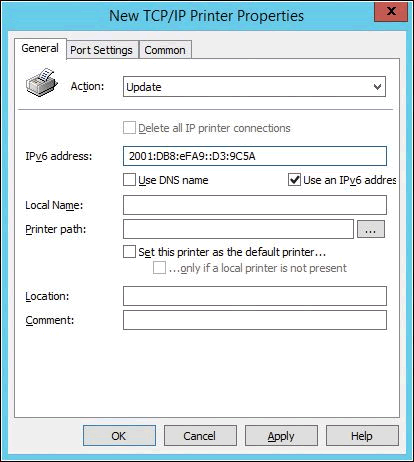 New TCP/IP Printer Properties
x
General Port Settings Common
Action: Update
Delete all IP printer connections
IPv6 address: 2001:DB8:eFA9::D3:9C5A
Use DNS name Use an IPv6 addres
Local Name:
Printer path: ...
Set this printer as the default printer...
...only if a local printer is not present
Location:
Comment:
OK Cancel Apply Help